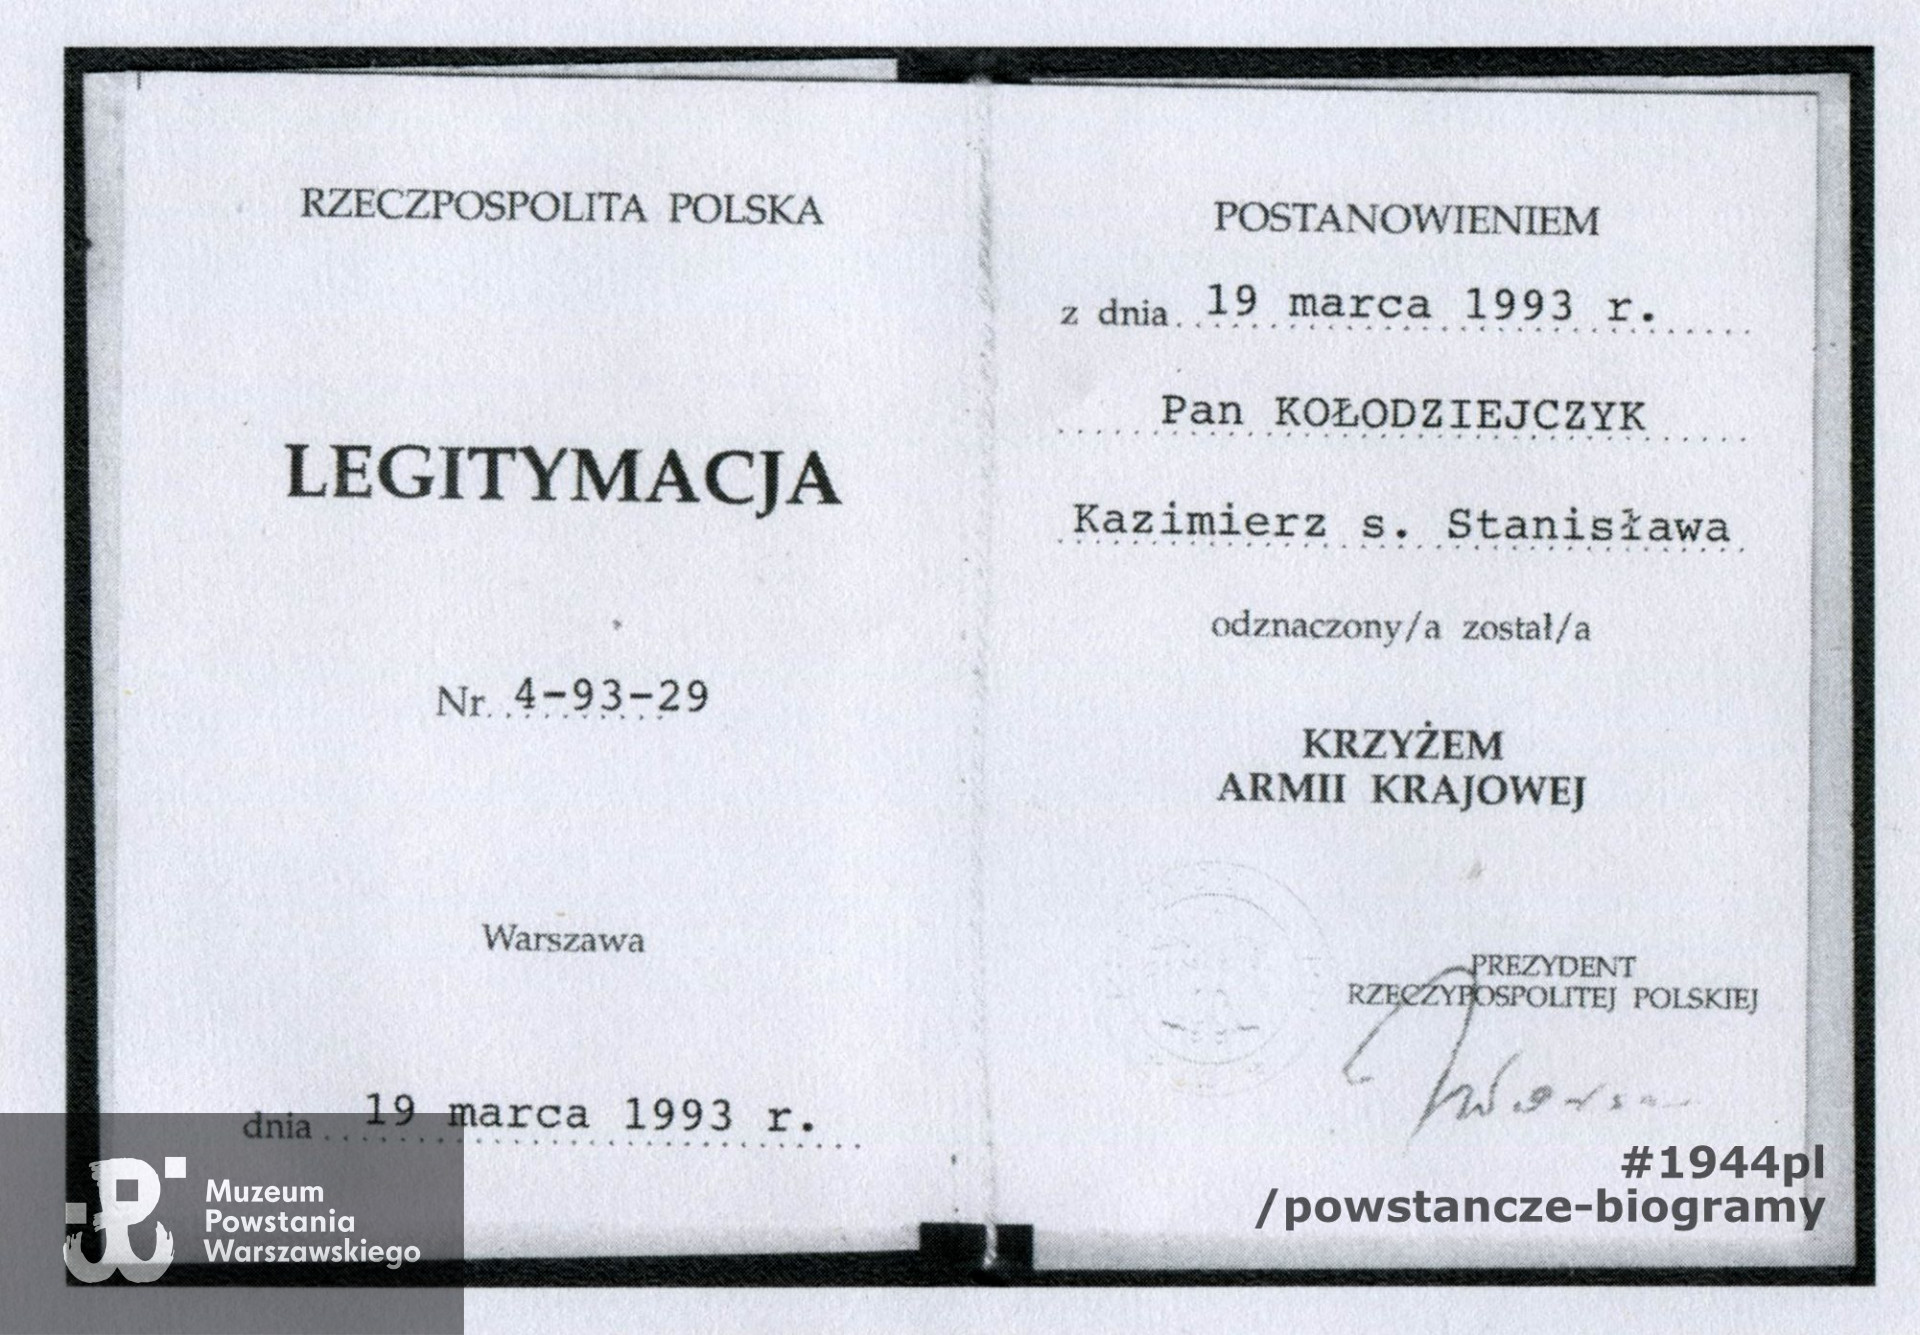 RZECZPOSPOLITA POLSKA
LEGITYMACJA
Nr. 4-93-29
Warszawa
dnia 19 marca 1993 r.
POSTANOWIENIEM
z dnia 19 marca 1993 r.
Pan KOŁODZIEJCZYK
Kazimierz s. Stanisława
odznaczony/a został/a
KRZYŻEM
ARMII KRAJOWEJ
PREZYDENT
RZECZYPOSPOLITEJ POLSKIEJ
Muzeum
Powstania
Warszawskiego
#1944pl
/powstancze-biogramy